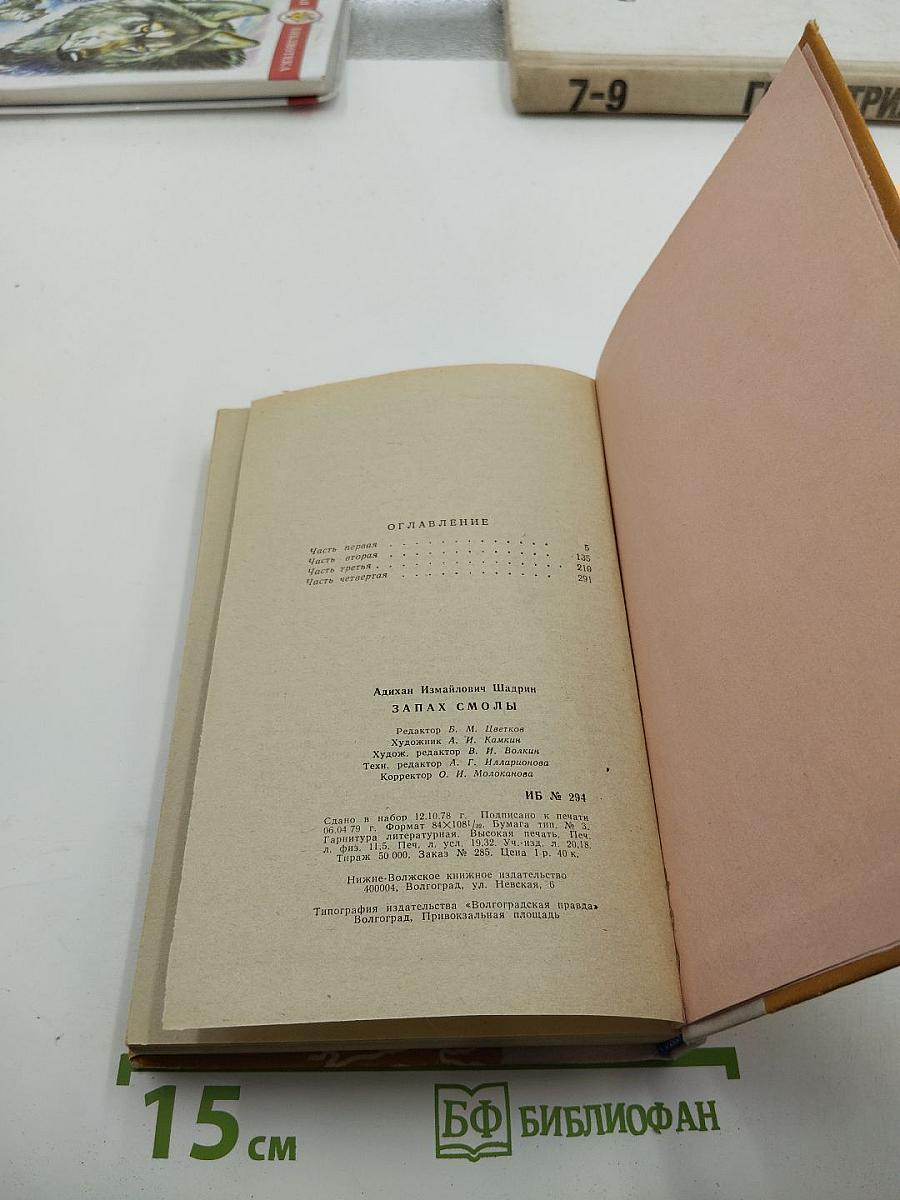 БИБЛИОТЕКА
7-9
ОГЛАВЛЕНИЕ
Часть первая . . . . . . . . . . . . . 5
Часть вторая . . . . . . . . . . . . . 135
Часть третья . . . . . . . . . . . . . . 210
Часть четвертая . . . . . . . . . . . . 291
Адихан Измайлович Шадрин
ЗАПАХ СМОЛЫ
Редактор Б. М. Цветков
Художник А. И. Камкин
Худож. редактор В. И. Волкин
Техн. редактор А. Г. Илларионова
Корректор О. И. Молоканова
ИБ № 294
Сдано в набор 12.10.78 г. Подписано к печати
06.04 79 г. Формат 84×108¹/₃₂. Бумага тип. № 3.
Гарнитура литературная. Высокая печать. Печ.
л. физ. 11,5. Печ. л. усл. 19,32. Уч.-изд. л. 20,18.
Тираж 50 000. Заказ № 285. Цена 1 р. 40 к.
Нижне-Волжское книжное издательство
400004, Волгоград, ул. Невская, 6
Типография издательства «Волгоградская правда»
Волгоград, Привокзальная площадь
15 см
БФ БИБЛИОФАН